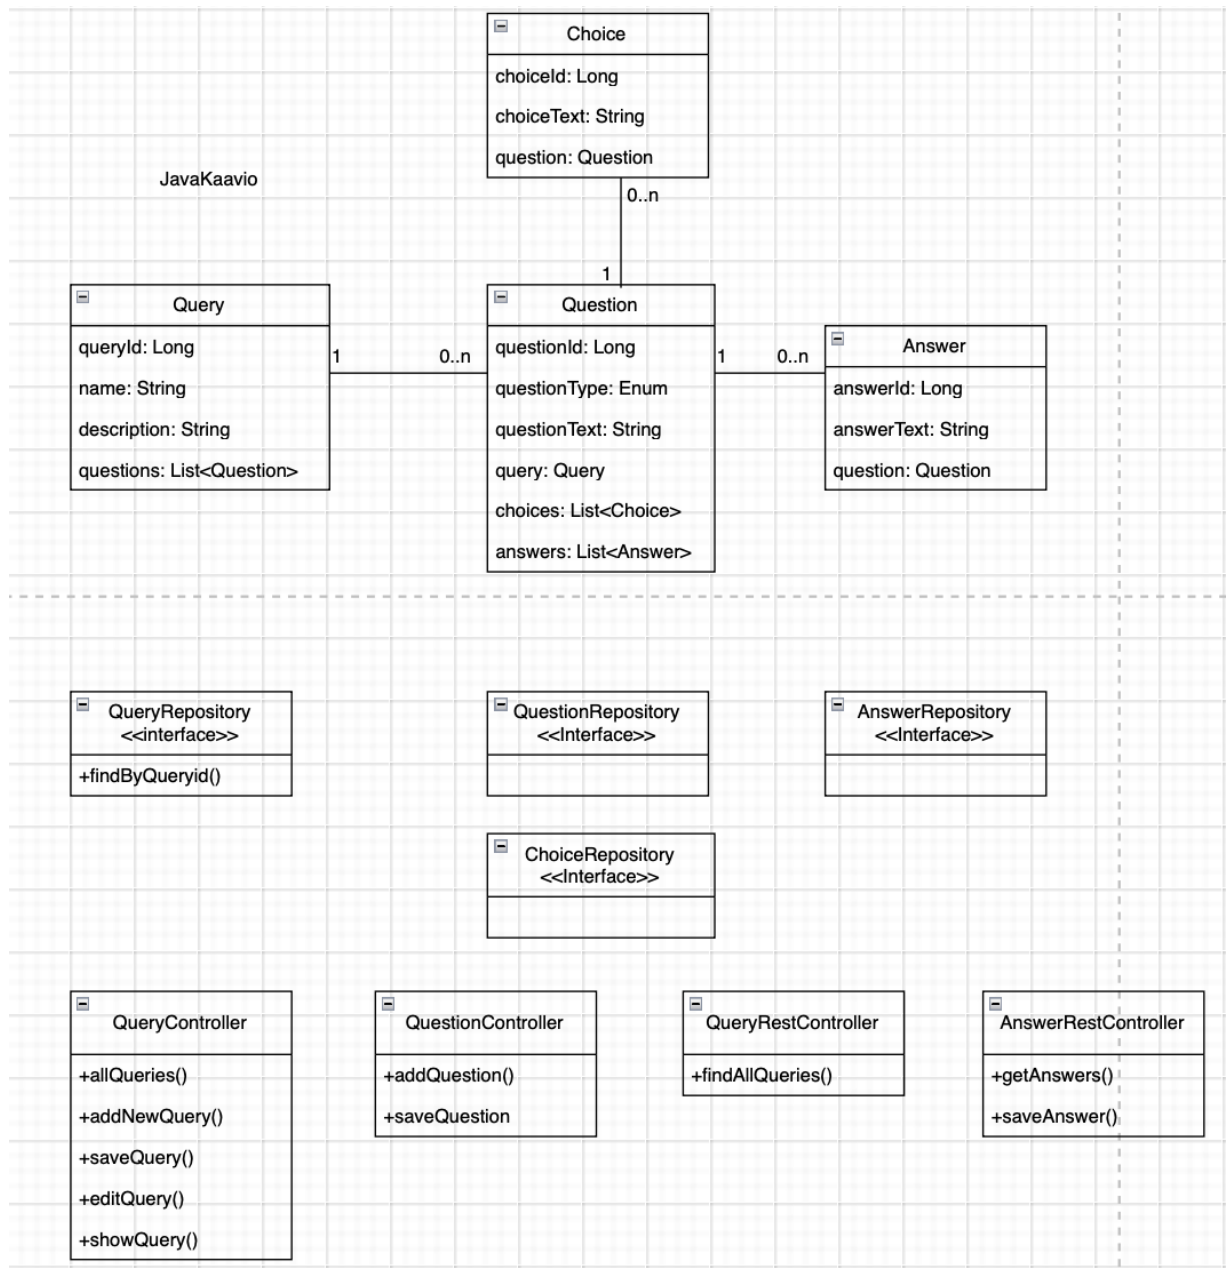 Choice
choiceId: Long
choiceText: String
question: Question
0..n
JavaKaavio
1
Query
queryId: Long
name: String
description: String
questions: List<Question>
1
0..n
Question
questionId: Long
questionType: Enum
questionText: String
query: Query
choices: List<Choice>
answers: List<Answer>
1
0..n
Answer
answerId: Long
answerText: String
question: Question
QueryRepository
<<interface>>
+findByQueryid()
QuestionRepository
<<Interface>>
AnswerRepository
<<Interface>>
ChoiceRepository
<<Interface>>
QueryController
+allQueries()
+addNewQuery()
+saveQuery()
+editQuery()
+showQuery()
QuestionController
+addQuestion()
+saveQuestion
QueryRestController
+findAllQueries()
AnswerRestController
+getAnswers()
+saveAnswer()